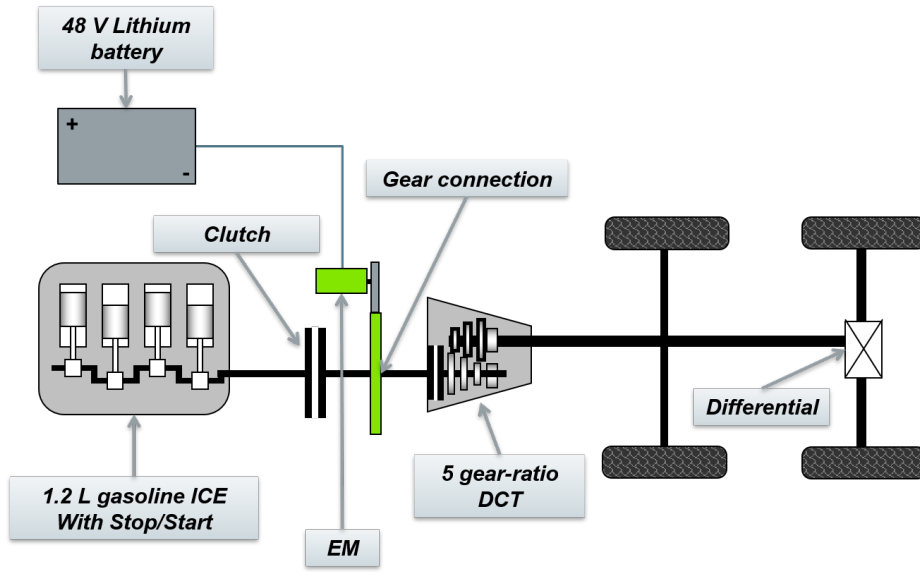 48 V Lithium
battery
+
-
Gear connection
Clutch
Differential
5 gear-ratio
DCT
1.2 L gasoline ICE
With Stop/Start
EM